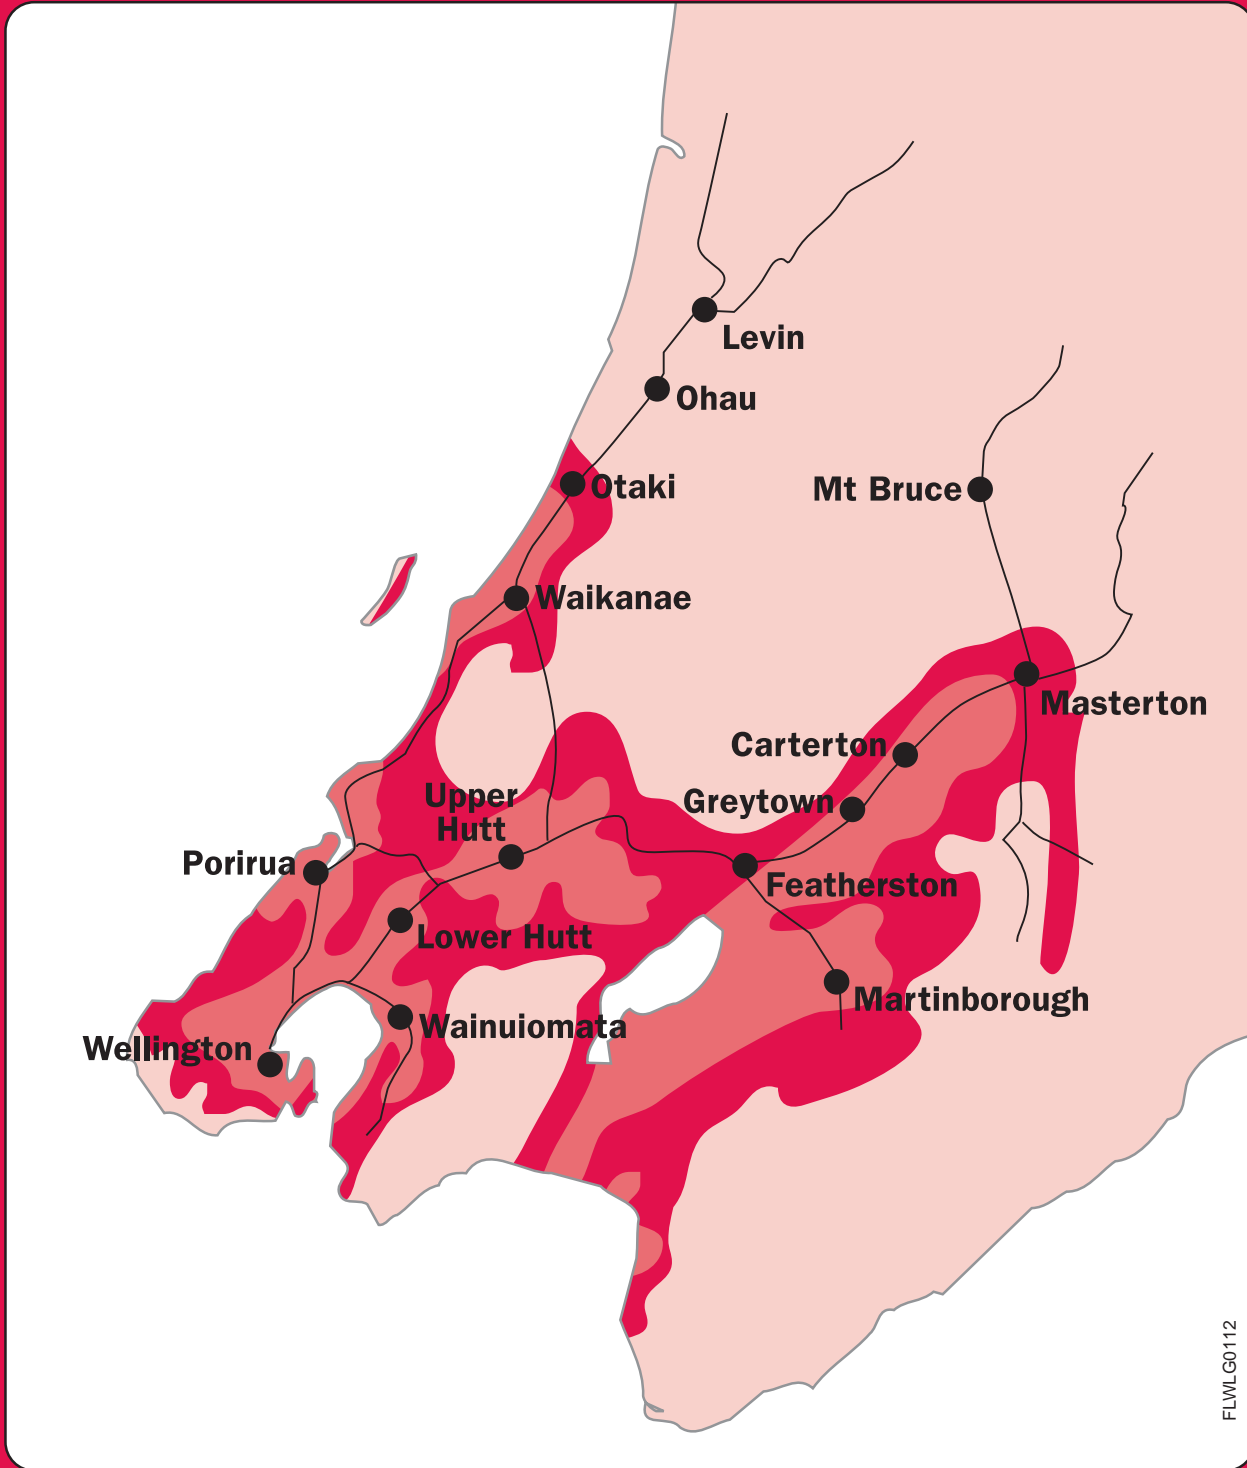 Levin
Ohau
Otaki
Mt Bruce
Waikanae
Masterton
Carterton
Upper
Hutt
Greytown
Porirua
Featherston
Lower Hutt
Martinborough
Wainuiomata
Wellington
FLWLG0112